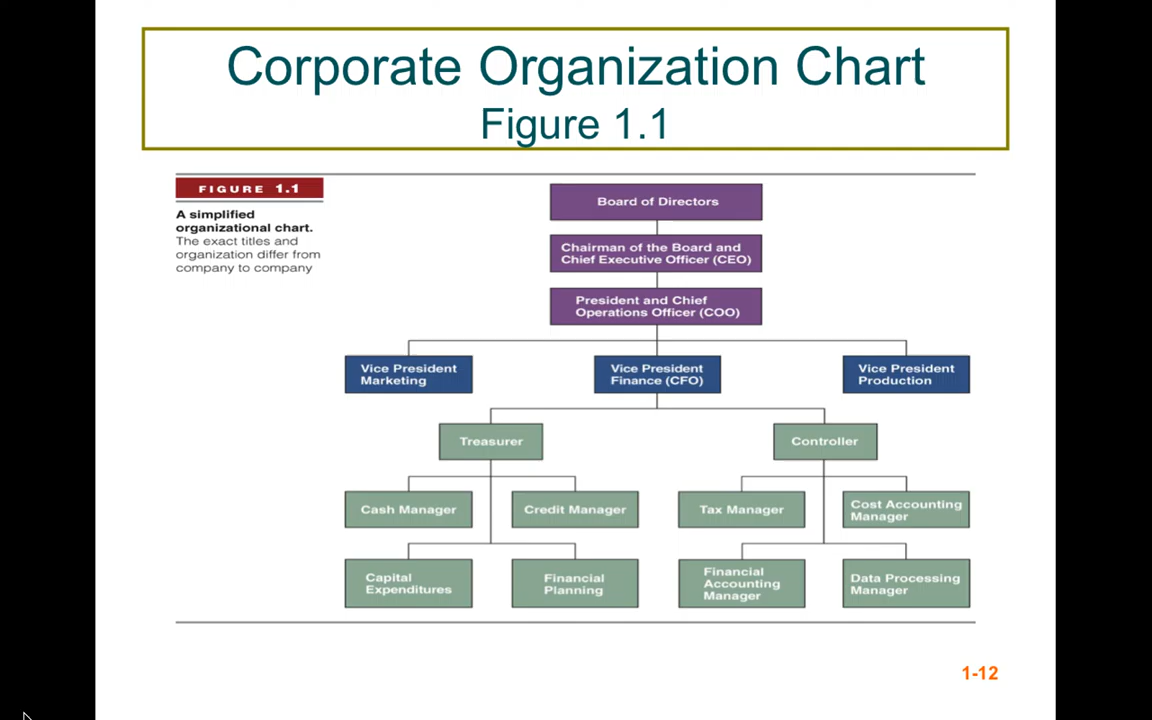 Corporate Organization Chart
Figure 1.1
FIGURE 1.1
A simplified
organizational chart.
The exact titles and
organization differ from
company to company
Board of Directors
Chairman of the Board and
Chief Executive Officer (CEO)
President and Chief
Operations Officer (COO)
Vice President
Marketing
Vice President
Finance (CFO)
Vice President
Production
Treasurer
Controller
Cash Manager
Credit Manager
Tax Manager
Cost Accounting
Manager
Capital
Expenditures
Financial
Planning
Financial
Accounting
Manager
Data Processing
Manager
1-12